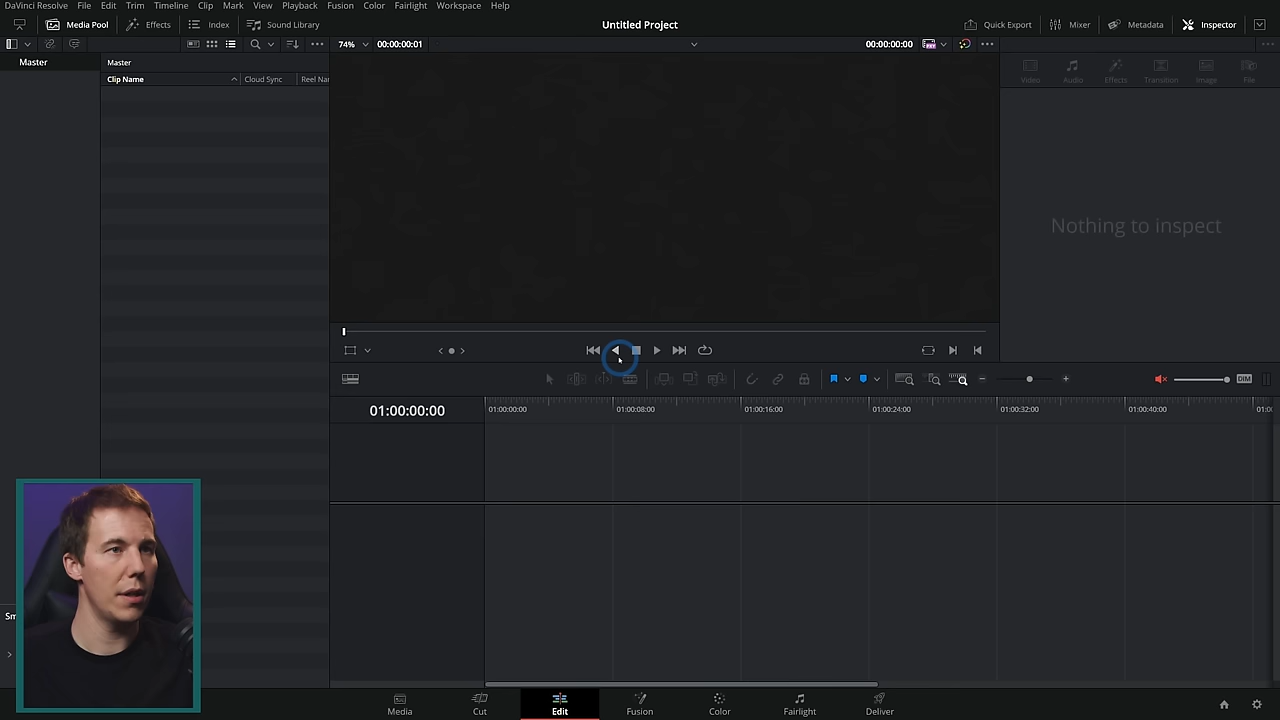 DaVinci Resolve File Edit Trim Timeline Clip Mark View Playback Fusion Color Fairlight Workspace Help
Media Pool Effects Index Sound Library Untitled Project Quick Export Mixer Metadata Inspector
74% 00:00:00:01 00:00:00:00
Master Master
Clip Name Cloud Sync Reel Na
Video Audio Effects Transition Image File
Nothing to inspect
DIM
01:00:00:00 01:00:00:00 01:00:08:00 01:00:16:00 01:00:24:00 01:00:32:00 01:00:40:00 01:0
Sm
Media Cut Edit Fusion Color Fairlight Deliver